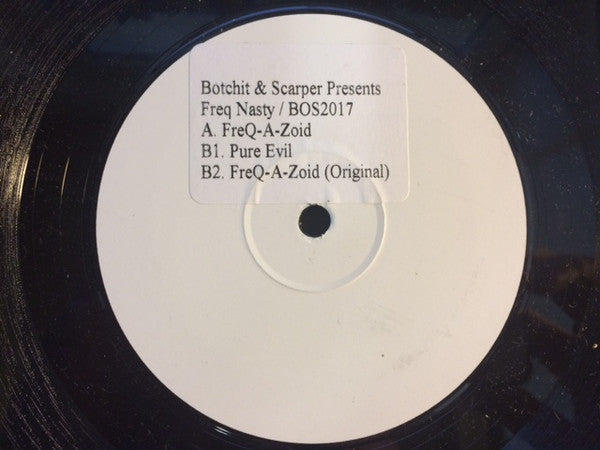 Botchit & Scarper Presents
Freq Nasty / BOS2017
A. FreQ-A-Zoid
B1. Pure Evil
B2. FreQ-A-Zoid (Original)